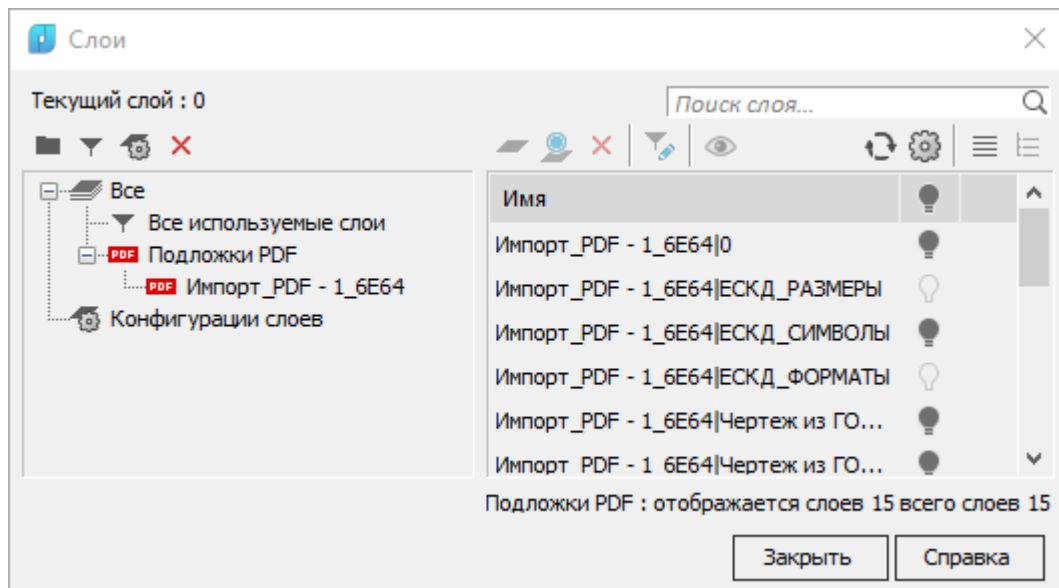 Слои
Текущий слой : 0
Поиск слоя...
Все
Все используемые слои
PDF Подложки PDF
PDF Импорт_PDF - 1_6E64
Конфигурации слоев
Имя
Импорт_PDF - 1_6E64|0
Импорт_PDF - 1_6E64|ЕСКД_РАЗМЕРЫ
Импорт_PDF - 1_6E64|ЕСКД_СИМВОЛЫ
Импорт_PDF - 1_6E64|ЕСКД_ФОРМАТЫ
Импорт_PDF - 1_6E64|Чертеж из ГО...
Импорт_PDF - 1_6E64|Чертеж из ГО...
Подложки PDF : отображается слоев 15 всего слоев 15
Закрыть
Справка